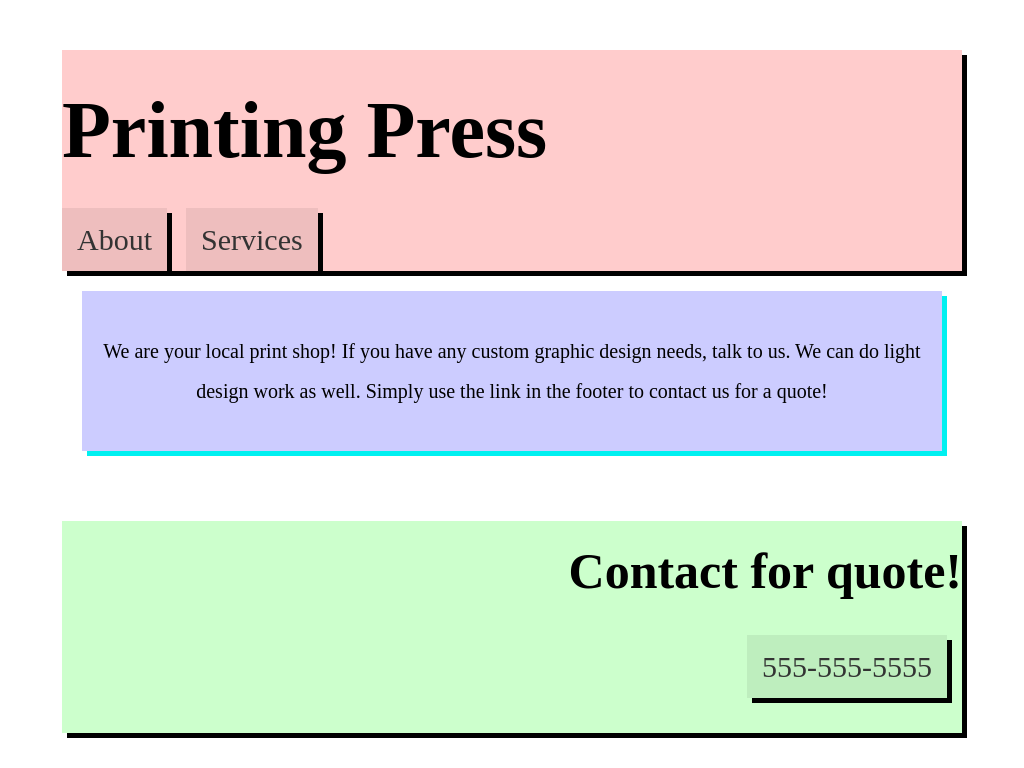 Printing Press
About Services
We are your local print shop! If you have any custom graphic design needs, talk to us. We can do light
design work as well. Simply use the link in the footer to contact us for a quote!
Contact for quote!
555-555-5555